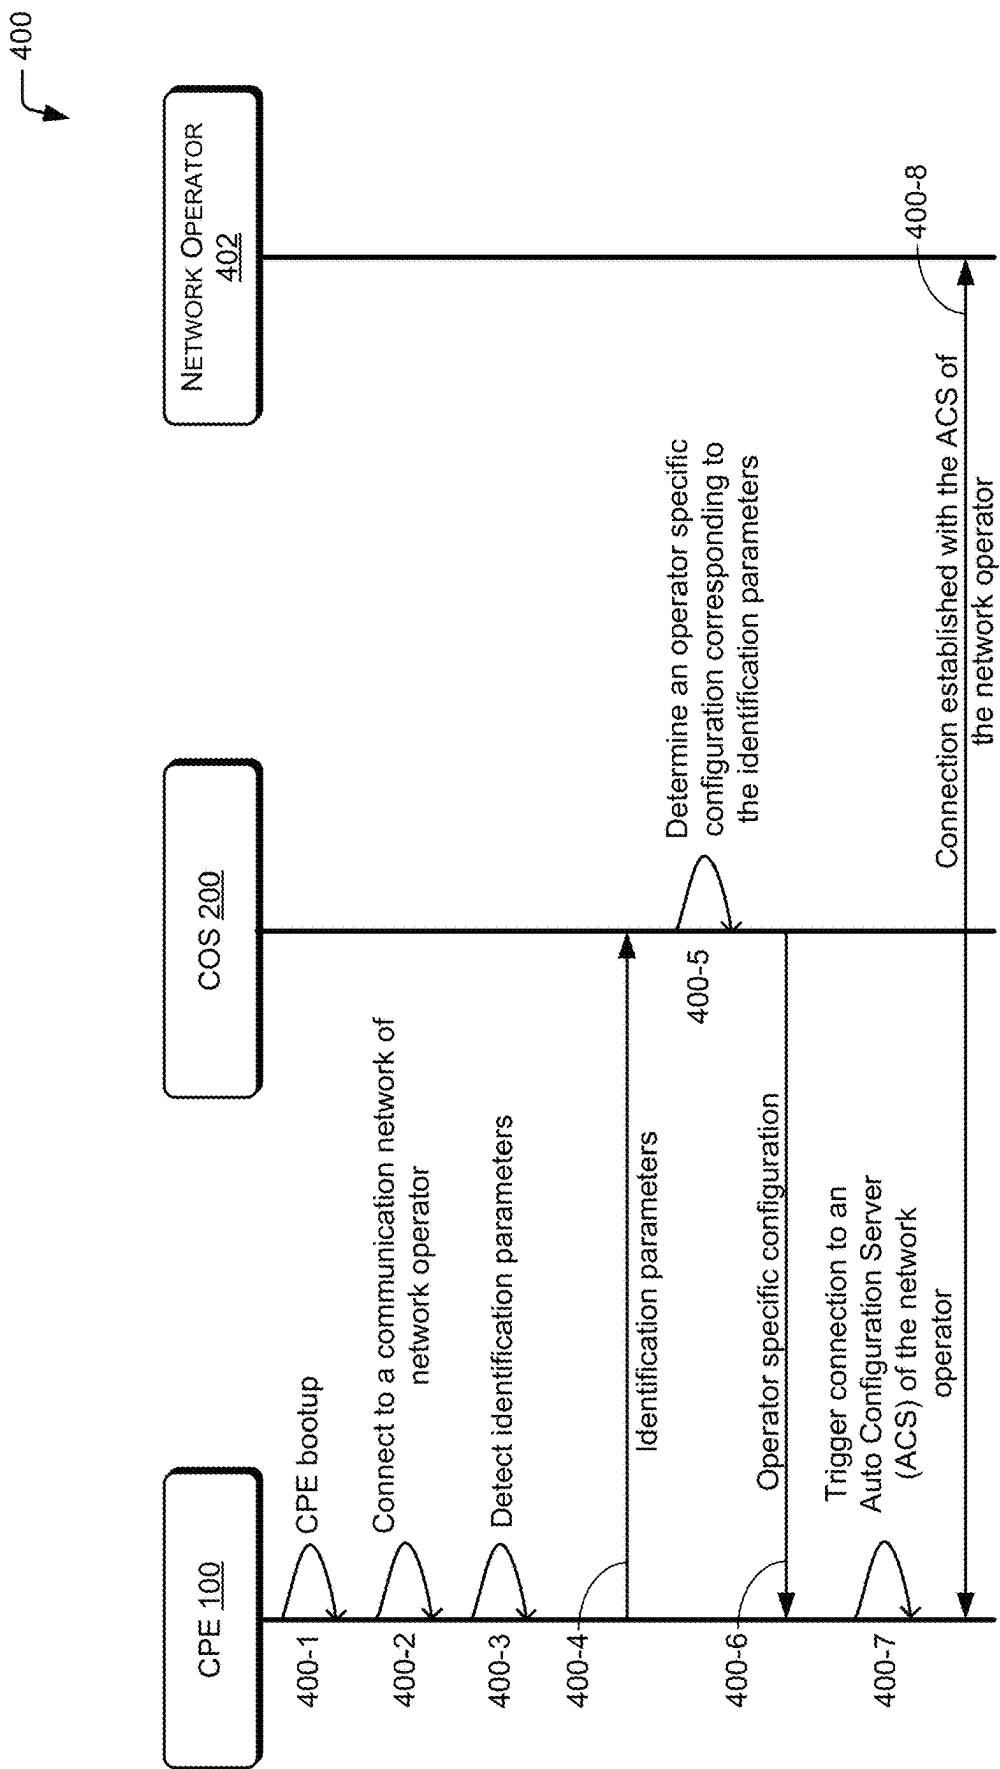 400
CPE 100
COS 200
NETWORK OPERATOR
402
400-1
CPE bootup
400-2
Connect to a communication network of
network operator
400-3
Detect identification parameters
400-4
Identification parameters
400-5
Determine an operator specific
configuration corresponding to
the identification parameters
400-6
Operator specific configuration
400-7
Trigger connection to an
Auto Configuration Server
(ACS) of the network
operator
400-8
Connection established with the ACS of
the network operator